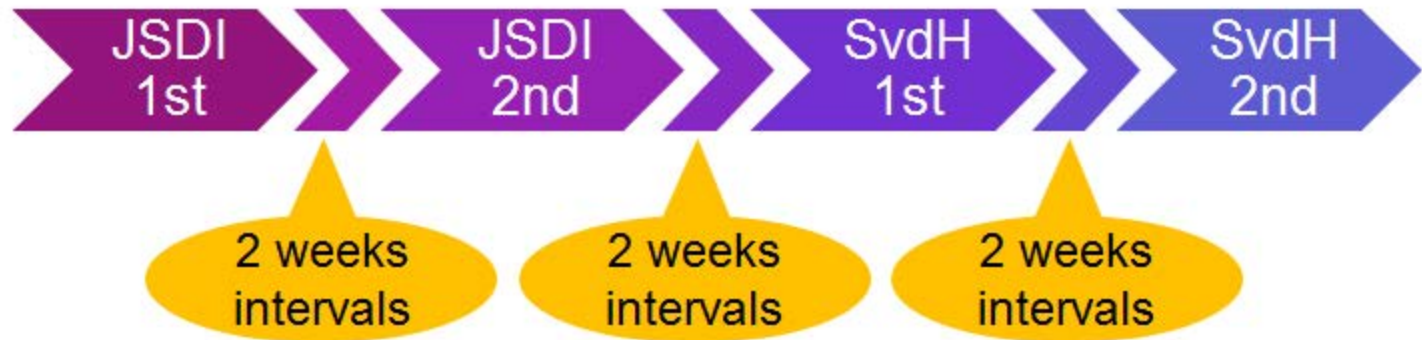 JSDI
1st
JSDI
2nd
SvdH
1st
SvdH
2nd
2 weeks
intervals
2 weeks
intervals
2 weeks
intervals